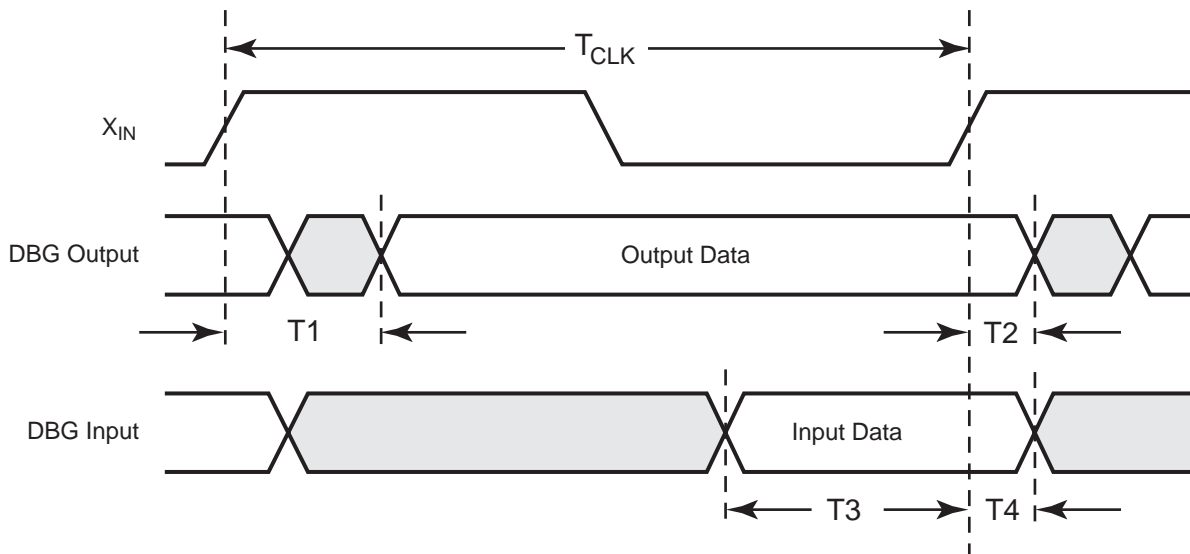 TCLK
XIN
DBG Output
Output Data
T1
T2
DBG Input
Input Data
T3
T4